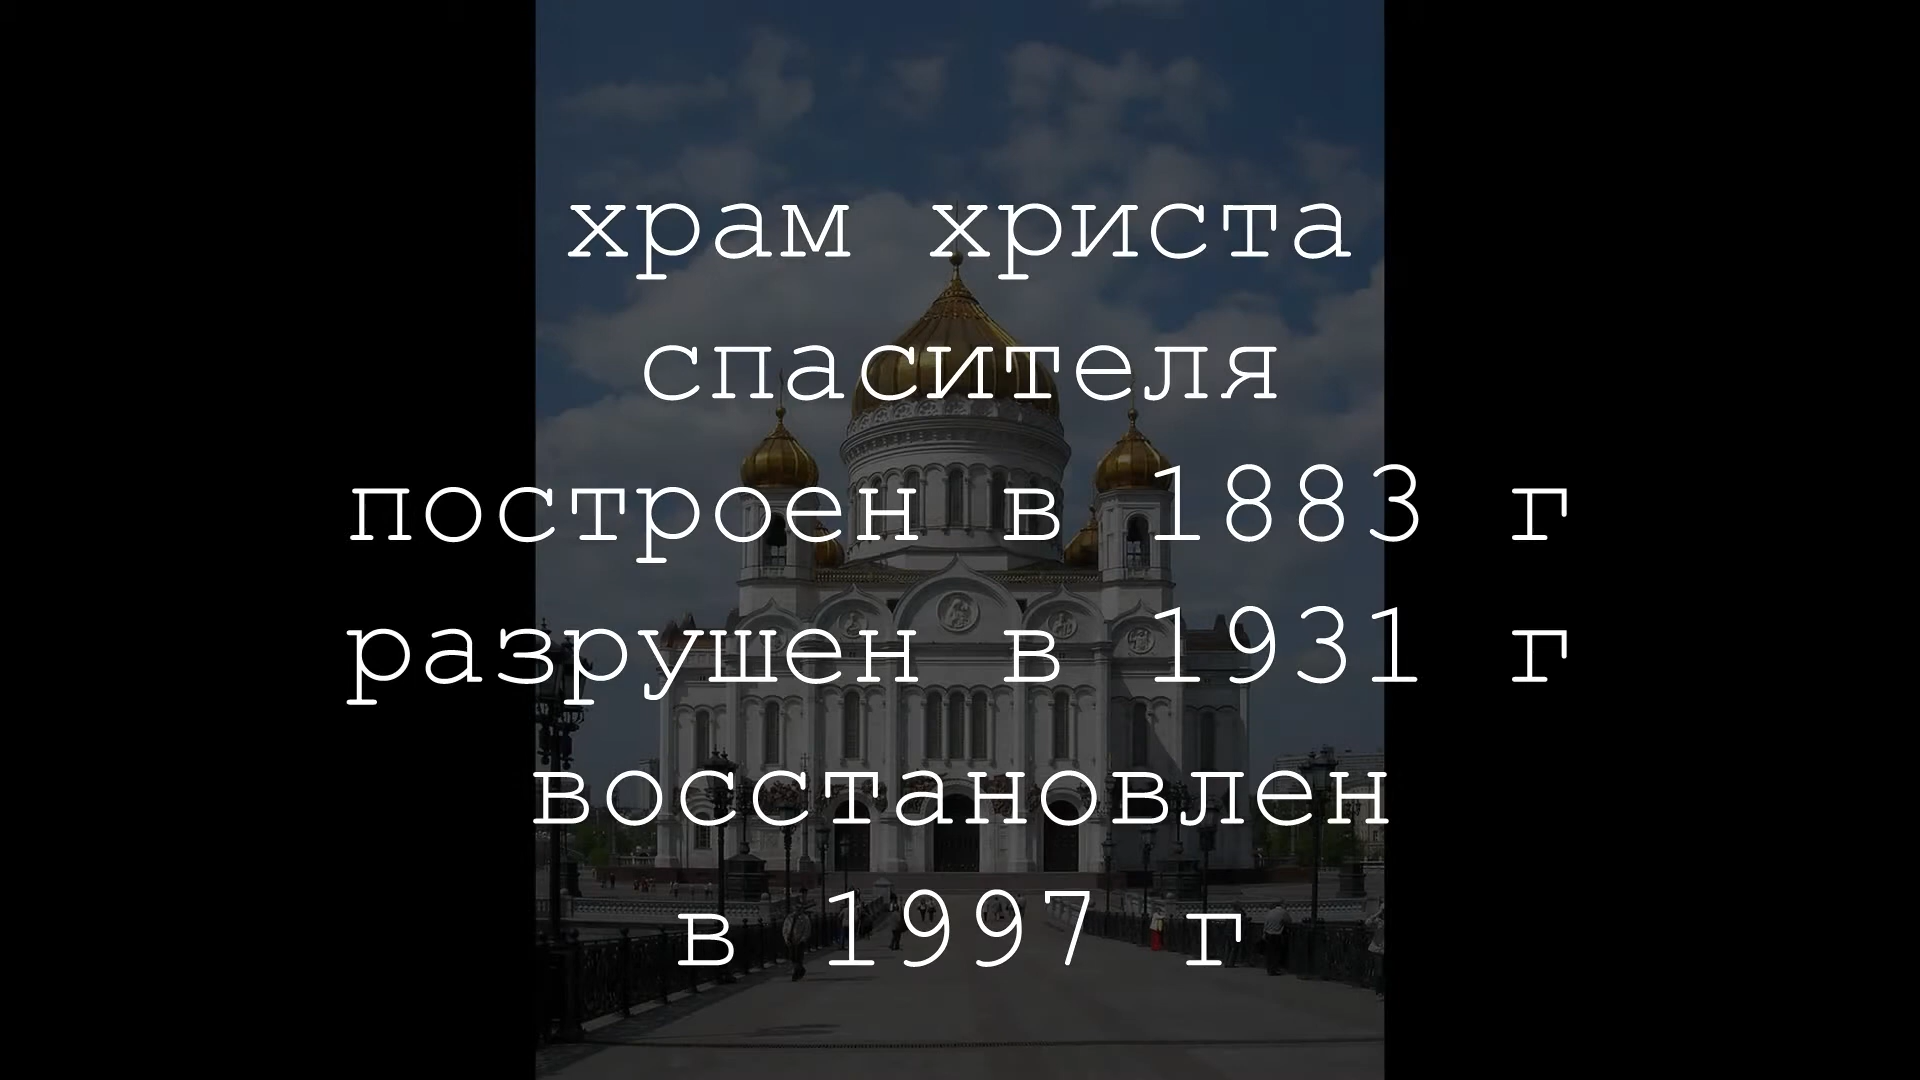 храм христа
спасителя
построен в 1883 г
разрушен в 1931 г
восстановлен
в 1997 г